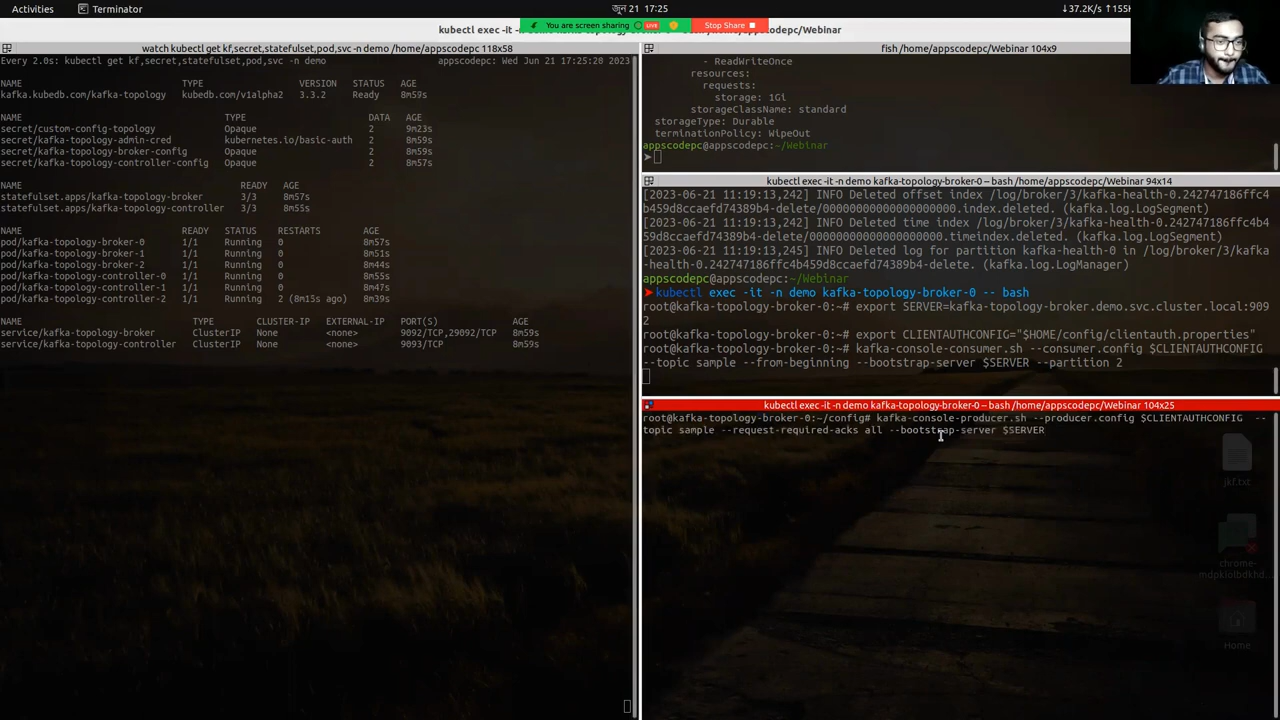 Activities
Terminator
জুন 21 17:25
↓37.2K/s ↑155
You are screen sharing
LIVE
Stop Share
watch kubectl get kf,secret,statefulset,pod,svc -n demo /home/appscodepc 118x58
Every 2.0s: kubectl get kf,secret,statefulset,pod,svc -n demo appscodepc: Wed Jun 21 17:25:20 2023
NAME TYPE VERSION STATUS AGE
kafka.kubedb.com/kafka-topology kubedb.com/v1alpha2 3.3.2 Ready 8m59s
NAME TYPE DATA AGE
secret/custom-config-topology Opaque 2 9m23s
secret/kafka-topology-admin-cred kubernetes.io/basic-auth 2 8m59s
secret/kafka-topology-broker-config Opaque 2 8m59s
secret/kafka-topology-controller-config Opaque 2 8m59s
NAME READY AGE
statefulset.apps/kafka-topology-broker 3/3 8m57s
statefulset.apps/kafka-topology-controller 3/3 8m55s
NAME READY STATUS RESTARTS AGE
pod/kafka-topology-broker-0 1/1 Running 0 8m57s
pod/kafka-topology-broker-1 1/1 Running 0 8m51s
pod/kafka-topology-broker-2 1/1 Running 0 8m44s
pod/kafka-topology-controller-0 1/1 Running 0 8m55s
pod/kafka-topology-controller-1 1/1 Running 0 8m47s
pod/kafka-topology-controller-2 1/1 Running 2 (8m15s ago) 8m39s
NAME TYPE CLUSTER-IP EXTERNAL-IP PORT(S) AGE
service/kafka-topology-broker ClusterIP None <none> 9092/TCP,29092/TCP 8m59s
service/kafka-topology-controller ClusterIP None <none> 9093/TCP 8m59s
fish /home/appscodepc/Webinar 104x9
- ReadWriteOnce
resources:
requests:
storage: 1Gi
storageClassName: standard
storageType: Durable
terminationPolicy: WipeOut
appscodepc@appscodepc:~/Webinar
➤
kubectl exec -it -n demo kafka-topology-broker-0 -- bash /home/appscodepc/Webinar 94x14
[2023-06-21 11:19:13,242] INFO Deleted offset index /log/broker/3/kafka-health-0.242747186ffc4
b459d8ccaefd74389b4-delete/00000000000000000000.index.deleted. (kafka.log.LogSegment)
[2023-06-21 11:19:13,242] INFO Deleted time index /log/broker/3/kafka-health-0.242747186ffc4b4
59d8ccaefd74389b4-delete/00000000000000000000.timeindex.deleted. (kafka.log.LogSegment)
[2023-06-21 11:19:13,245] INFO Deleted log for partition kafka-health-0 in /log/broker/3/kafka
-health-0.242747186ffc4b459d8ccaefd74389b4-delete. (kafka.log.LogManager)
appscodepc@appscodepc:~/Webinar
➤ kubectl exec -it -n demo kafka-topology-broker-0 -- bash
root@kafka-topology-broker-0:~# export SERVER=kafka-topology-broker.demo.svc.cluster.local:909
2
root@kafka-topology-broker-0:~# export CLIENTAUTHCONFIG="$HOME/config/clientauth.properties"
root@kafka-topology-broker-0:~# kafka-console-consumer.sh --consumer.config $CLIENTAUTHCONFIG
--topic sample --from-beginning --bootstrap-server $SERVER --partition 2
kubectl exec -it -n demo kafka-topology-broker-0 -- bash /home/appscodepc/Webinar 104x25
root@kafka-topology-broker-0:~/config# kafka-console-producer.sh --producer.config $CLIENTAUTHCONFIG --
topic sample --request-required-acks all --bootstrap-server $SERVER
jkf.txt
chrome-
mdpklolbdkhd...
Home